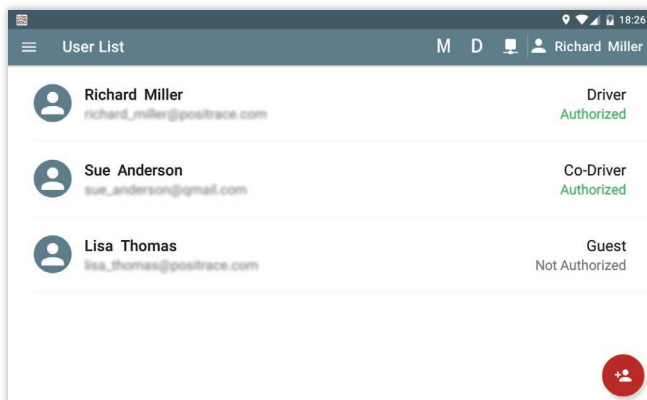 18:26
User List M D Richard Miller
Richard Miller Driver
richard_miller@positrace.com Authorized
Sue Anderson Co-Driver
sue_anderson@qmail.com Authorized
Lisa Thomas Guest
lisa_thomas@positrace.com Not Authorized